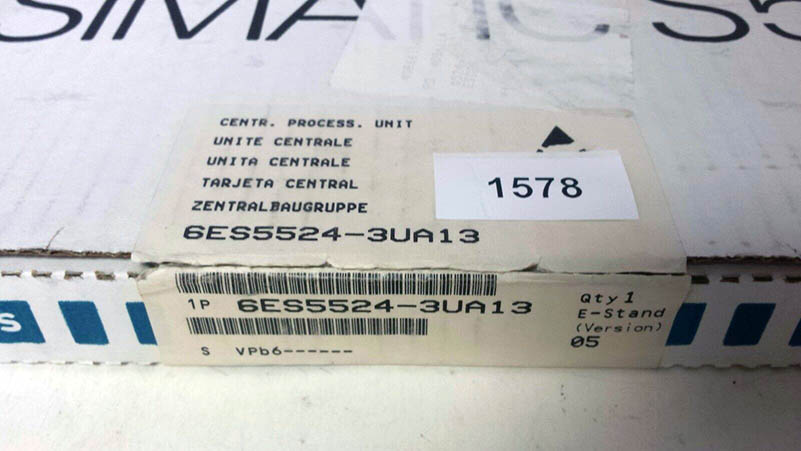 SIMATIC S5
CENTR. PROCESS. UNIT
UNITE CENTRALE
UNITA CENTRALE
TARJETA CENTRAL
ZENTRALBAUGRUPPE
1578
6ES5524-3UA13
1P 6ES5524-3UA13
Qty 1
E-Stand
(Version)
05
S VPb6------
S